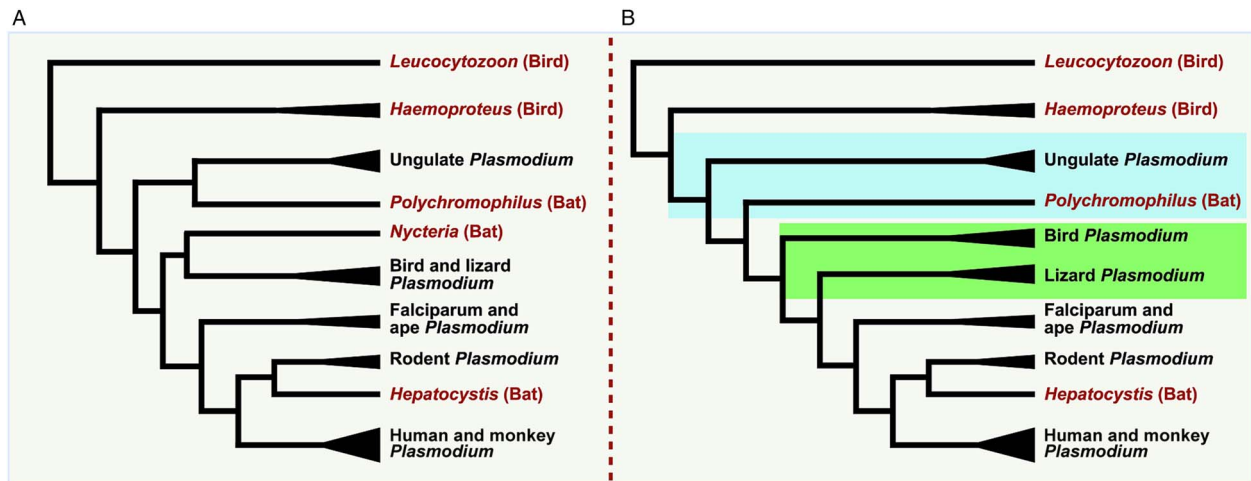 A
Leucocytozoon (Bird)
Haemoproteus (Bird)
Ungulate Plasmodium
Polychromophilus (Bat)
Nycteria (Bat)
Bird and lizard
Plasmodium
Falciparum and
ape Plasmodium
Rodent Plasmodium
Hepatocystis (Bat)
Human and monkey
Plasmodium
B
Leucocytozoon (Bird)
Haemoproteus (Bird)
Ungulate Plasmodium
Polychromophilus (Bat)
Bird Plasmodium
Lizard Plasmodium
Falciparum and
ape Plasmodium
Rodent Plasmodium
Hepatocystis (Bat)
Human and monkey
Plasmodium